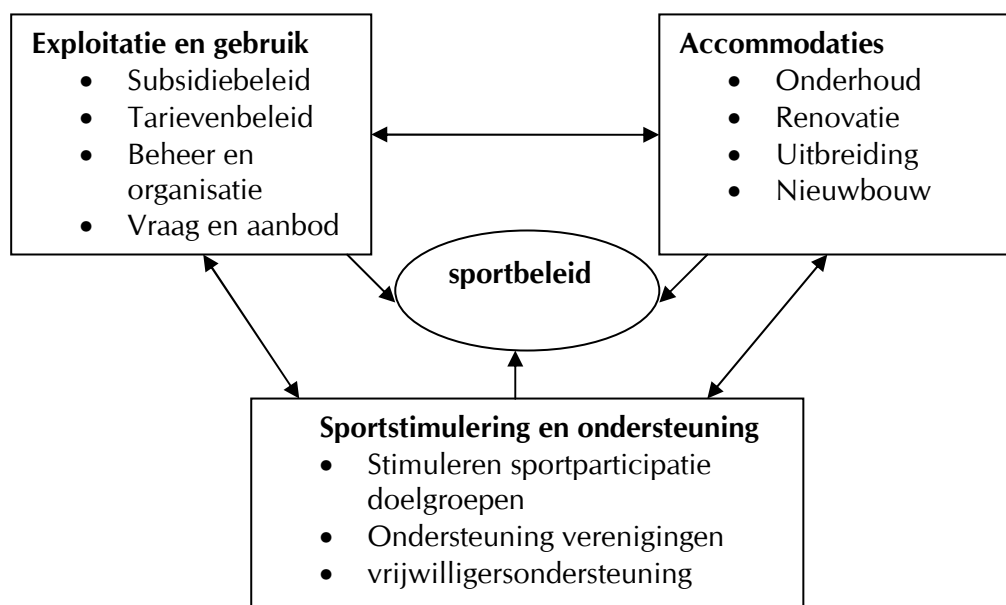 Exploitatie en gebruik
• Subsidiebeleid
• Tarievenbeleid
• Beheer en
organisatie
• Vraag en aanbod
Accommodaties
• Onderhoud
• Renovatie
• Uitbreiding
• Nieuwbouw
sportbeleid
Sportstimulering en ondersteuning
• Stimuleren sportparticipatie
doelgroepen
• Ondersteuning verenigingen
• vrijwilligersondersteuning